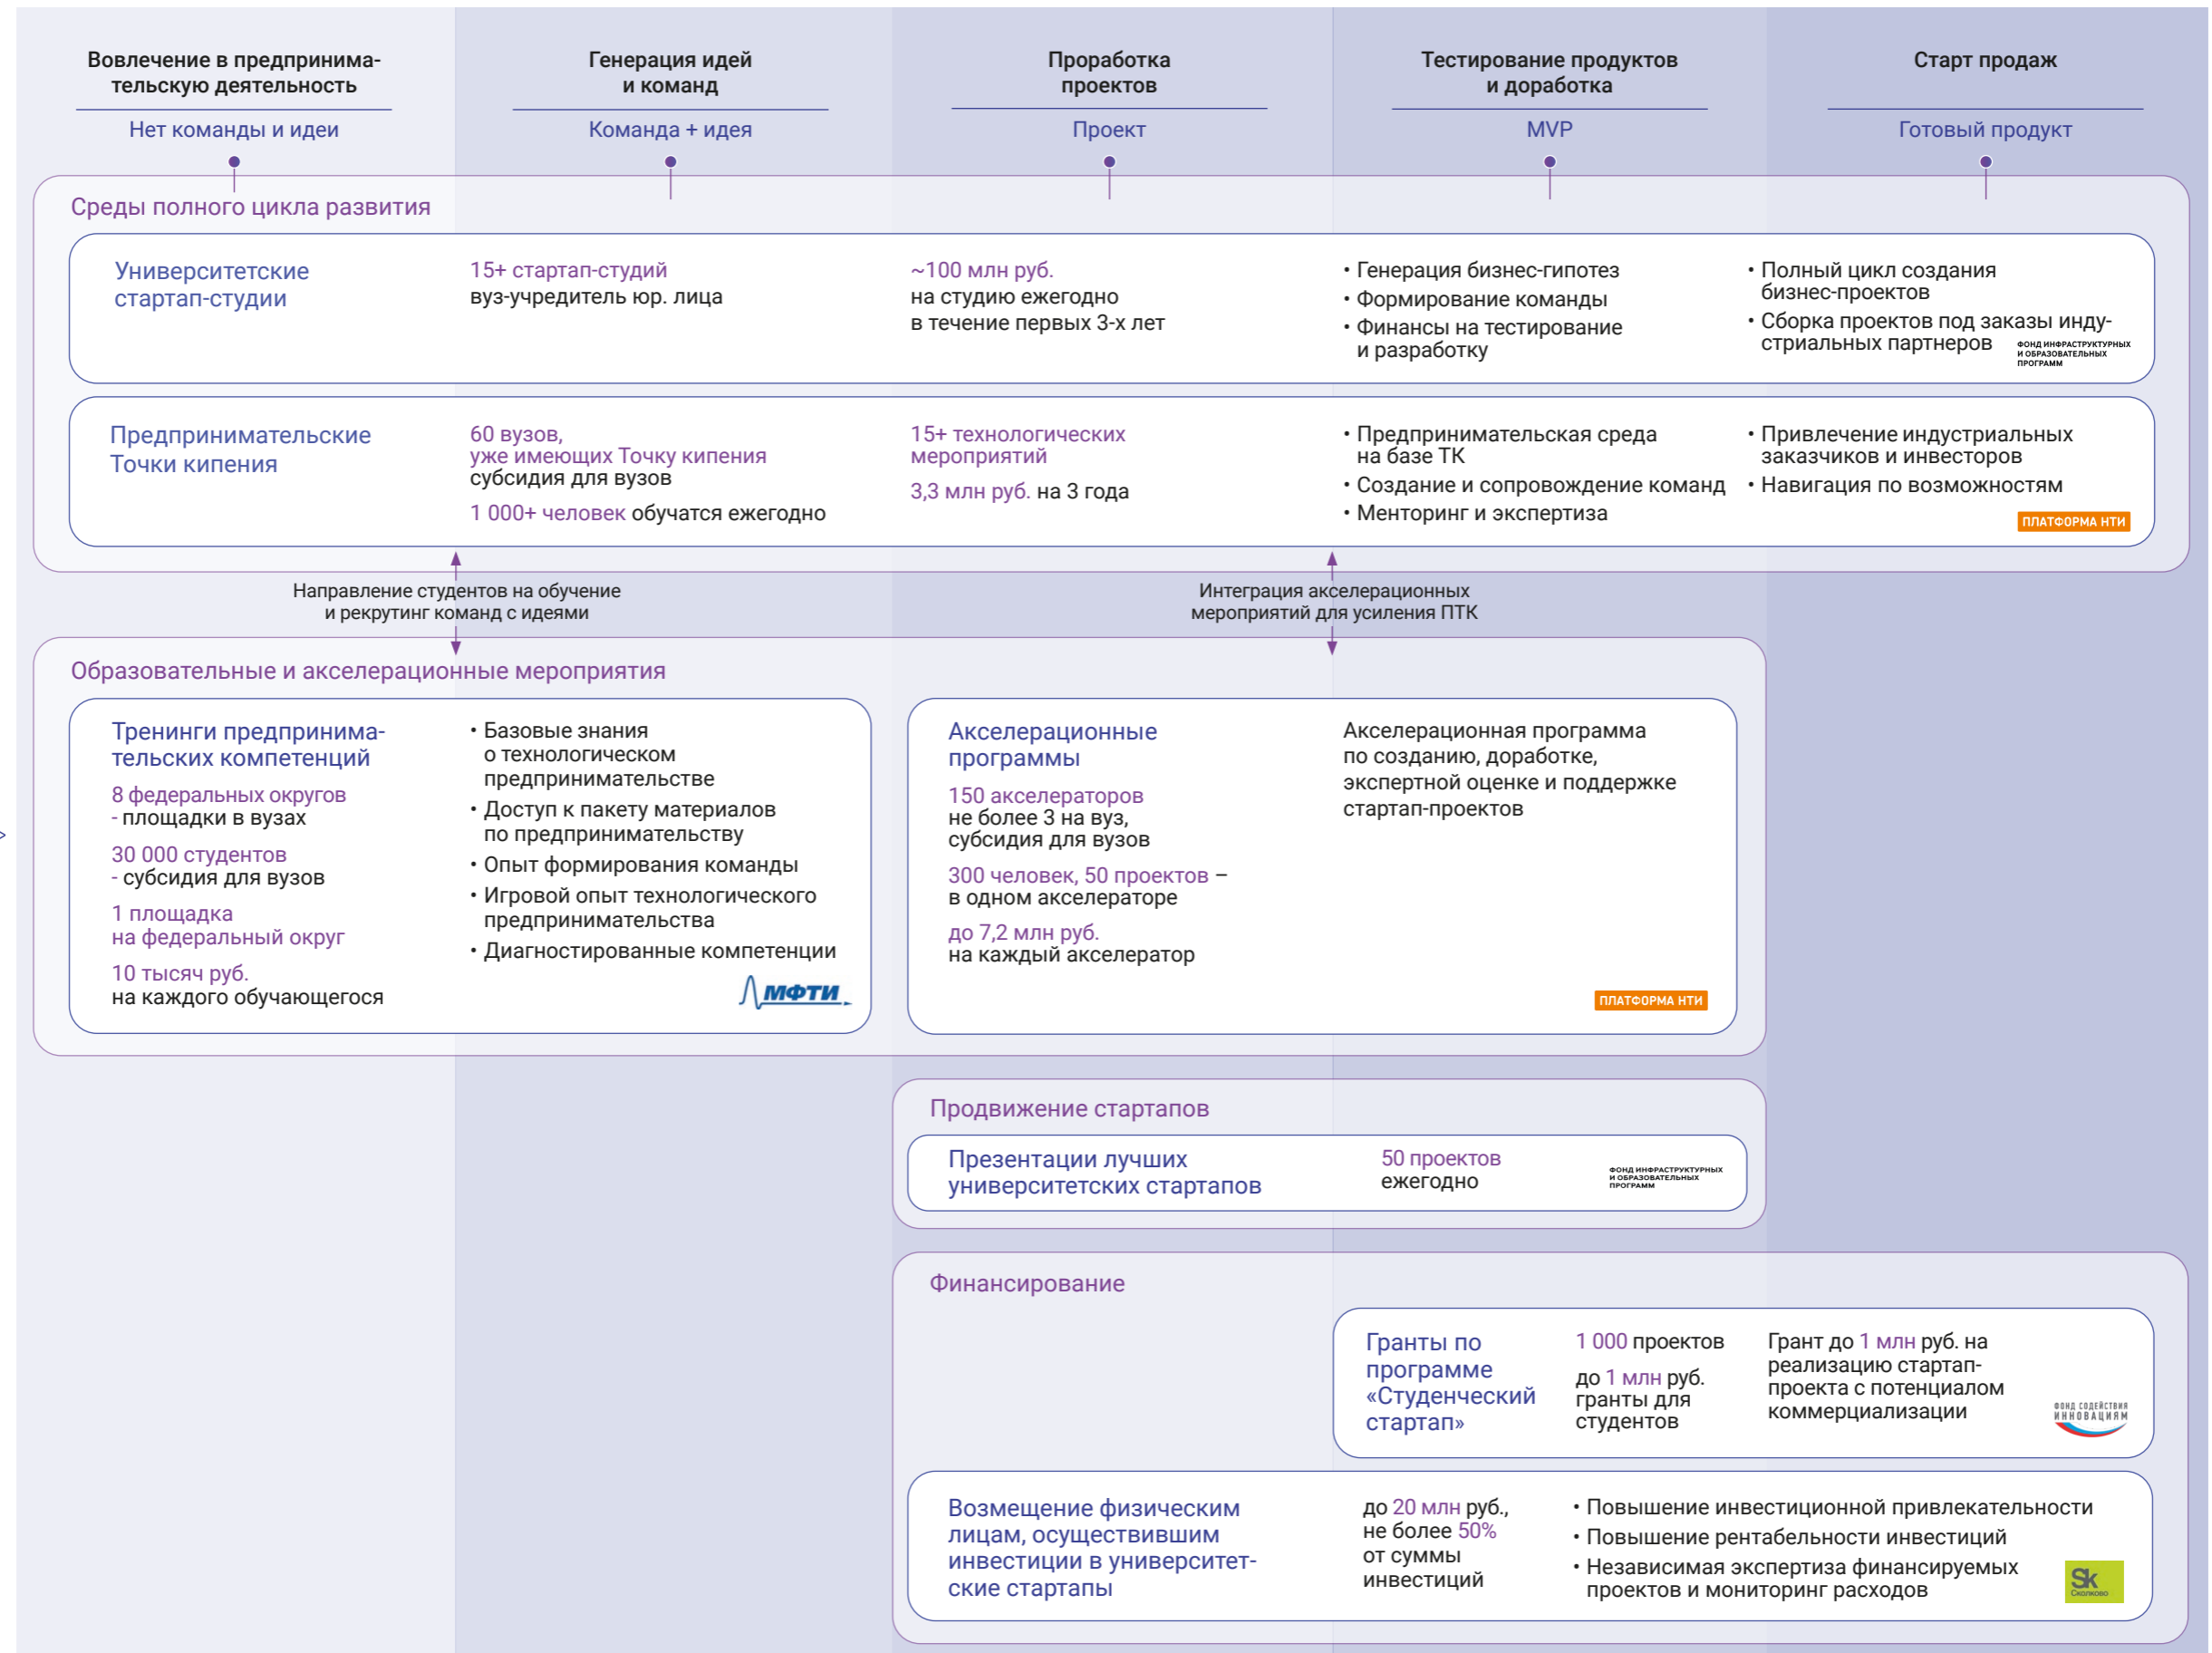 Вовлечение в предпринима-
тельскую деятельность
Нет команды и идеи
Генерация идей
и команд
Команда + идея
Проработка
проектов
Проект
Тестирование продуктов
и доработка
MVP
Старт продаж
Готовый продукт
Среды полного цикла развития
Университетские
стартап-студии
15+ стартап-студий
вуз-учредитель юр. лица
~100 млн руб.
на студию ежегодно
в течение первых 3-х лет
• Генерация бизнес-гипотез
• Формирование команды
• Финансы на тестирование
и разработку
• Полный цикл создания
бизнес-проектов
• Сборка проектов под заказы инду-
стриальных партнеров
ФОНД ИНФРАСТРУКТУРНЫХ
И ОБРАЗОВАТЕЛЬНЫХ
ПРОГРАММ
Предпринимательские
Точки кипения
60 вузов,
уже имеющих Точку кипения
субсидия для вузов
1 000+ человек обучатся ежегодно
15+ технологических
мероприятий
3,3 млн руб. на 3 года
• Предпринимательская среда
на базе ТК
• Создание и сопровождение команд
• Менторинг и экспертиза
• Привлечение индустриальных
заказчиков и инвесторов
• Навигация по возможностям
ПЛАТФОРМА НТИ
Направление студентов на обучение
и рекрутинг команд с идеями
Интеграция акселерационных
мероприятий для усиления ПТК
Образовательные и акселерационные мероприятия
Тренинги предпринима-
тельских компетенций
8 федеральных округов
- площадки в вузах
30 000 студентов
- субсидия для вузов
1 площадка
на федеральный округ
10 тысяч руб.
на каждого обучающегося
• Базовые знания
о технологическом
предпринимательстве
• Доступ к пакету материалов
по предпринимательству
• Опыт формирования команды
• Игровой опыт технологического
предпринимательства
• Диагностированные компетенции
МФТИ
Акселерационные
программы
150 акселераторов
не более 3 на вуз,
субсидия для вузов
300 человек, 50 проектов –
в одном акселераторе
до 7,2 млн руб.
на каждый акселератор
Акселерационная программа
по созданию, доработке,
экспертной оценке и поддержке
стартап-проектов
ПЛАТФОРМА НТИ
Продвижение стартапов
Презентации лучших
университетских стартапов
50 проектов
ежегодно
ФОНД ИНФРАСТРУКТУРНЫХ
И ОБРАЗОВАТЕЛЬНЫХ
ПРОГРАММ
Финансирование
Гранты по
программе
«Студенческий
стартап»
1 000 проектов
до 1 млн руб.
гранты для
студентов
Грант до 1 млн руб. на
реализацию стартап-
проекта с потенциалом
коммерциализации
ФОНД СОДЕЙСТВИЯ
ИННОВАЦИЯМ
Возмещение физическим
лицам, осуществившим
инвестиции в университет-
ские стартапы
до 20 млн руб.,
не более 50%
от суммы
инвестиций
• Повышение инвестиционной привлекательности
• Повышение рентабельности инвестиций
• Независимая экспертиза финансируемых
проектов и мониторинг расходов
Sk
Сколково